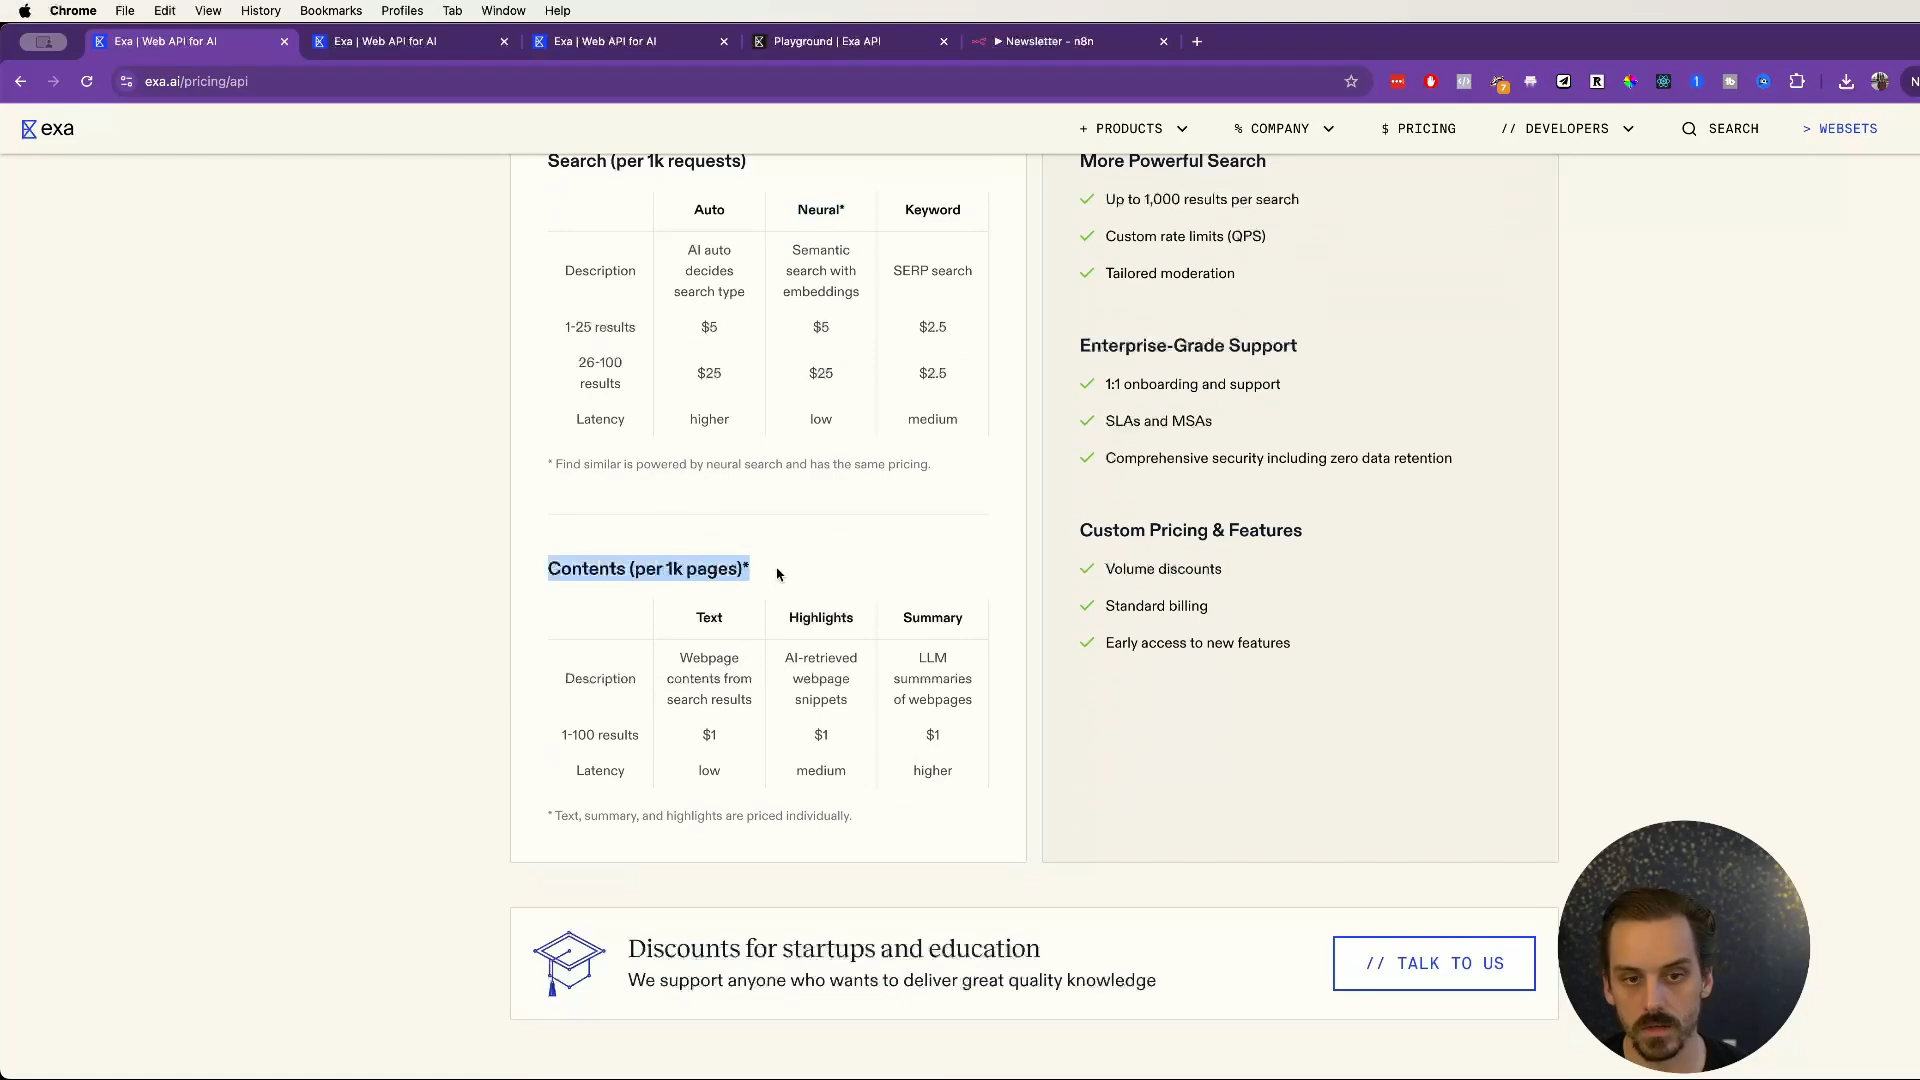 Chrome File Edit View History Bookmarks Profiles Tab Window Help
Exa | Web API for AI
Exa | Web API for AI
Exa | Web API for AI
Playground | Exa API
Newsletter - n8n
exa.ai/pricing/api
exa
+ PRODUCTS
% COMPANY
$ PRICING
// DEVELOPERS
SEARCH
> WEBSETS
Search (per 1k requests)
Auto Neural* Keyword
Description
AI auto
decides
search type
Semantic
search with
embeddings
SERP search
1-25 results $5 $5 $2.5
26-100
results
$25 $25 $2.5
Latency higher low medium
* Find similar is powered by neural search and has the same pricing.
Contents (per 1k pages)*
Text Highlights Summary
Description
Webpage
contents from
search results
AI-retrieved
webpage
snippets
LLM
summmaries
of webpages
1-100 results $1 $1 $1
Latency low medium higher
* Text, summary, and highlights are priced individually.
More Powerful Search
Up to 1,000 results per search
Custom rate limits (QPS)
Tailored moderation
Enterprise-Grade Support
1:1 onboarding and support
SLAs and MSAs
Comprehensive security including zero data retention
Custom Pricing & Features
Volume discounts
Standard billing
Early access to new features
Discounts for startups and education
We support anyone who wants to deliver great quality knowledge
// TALK TO US